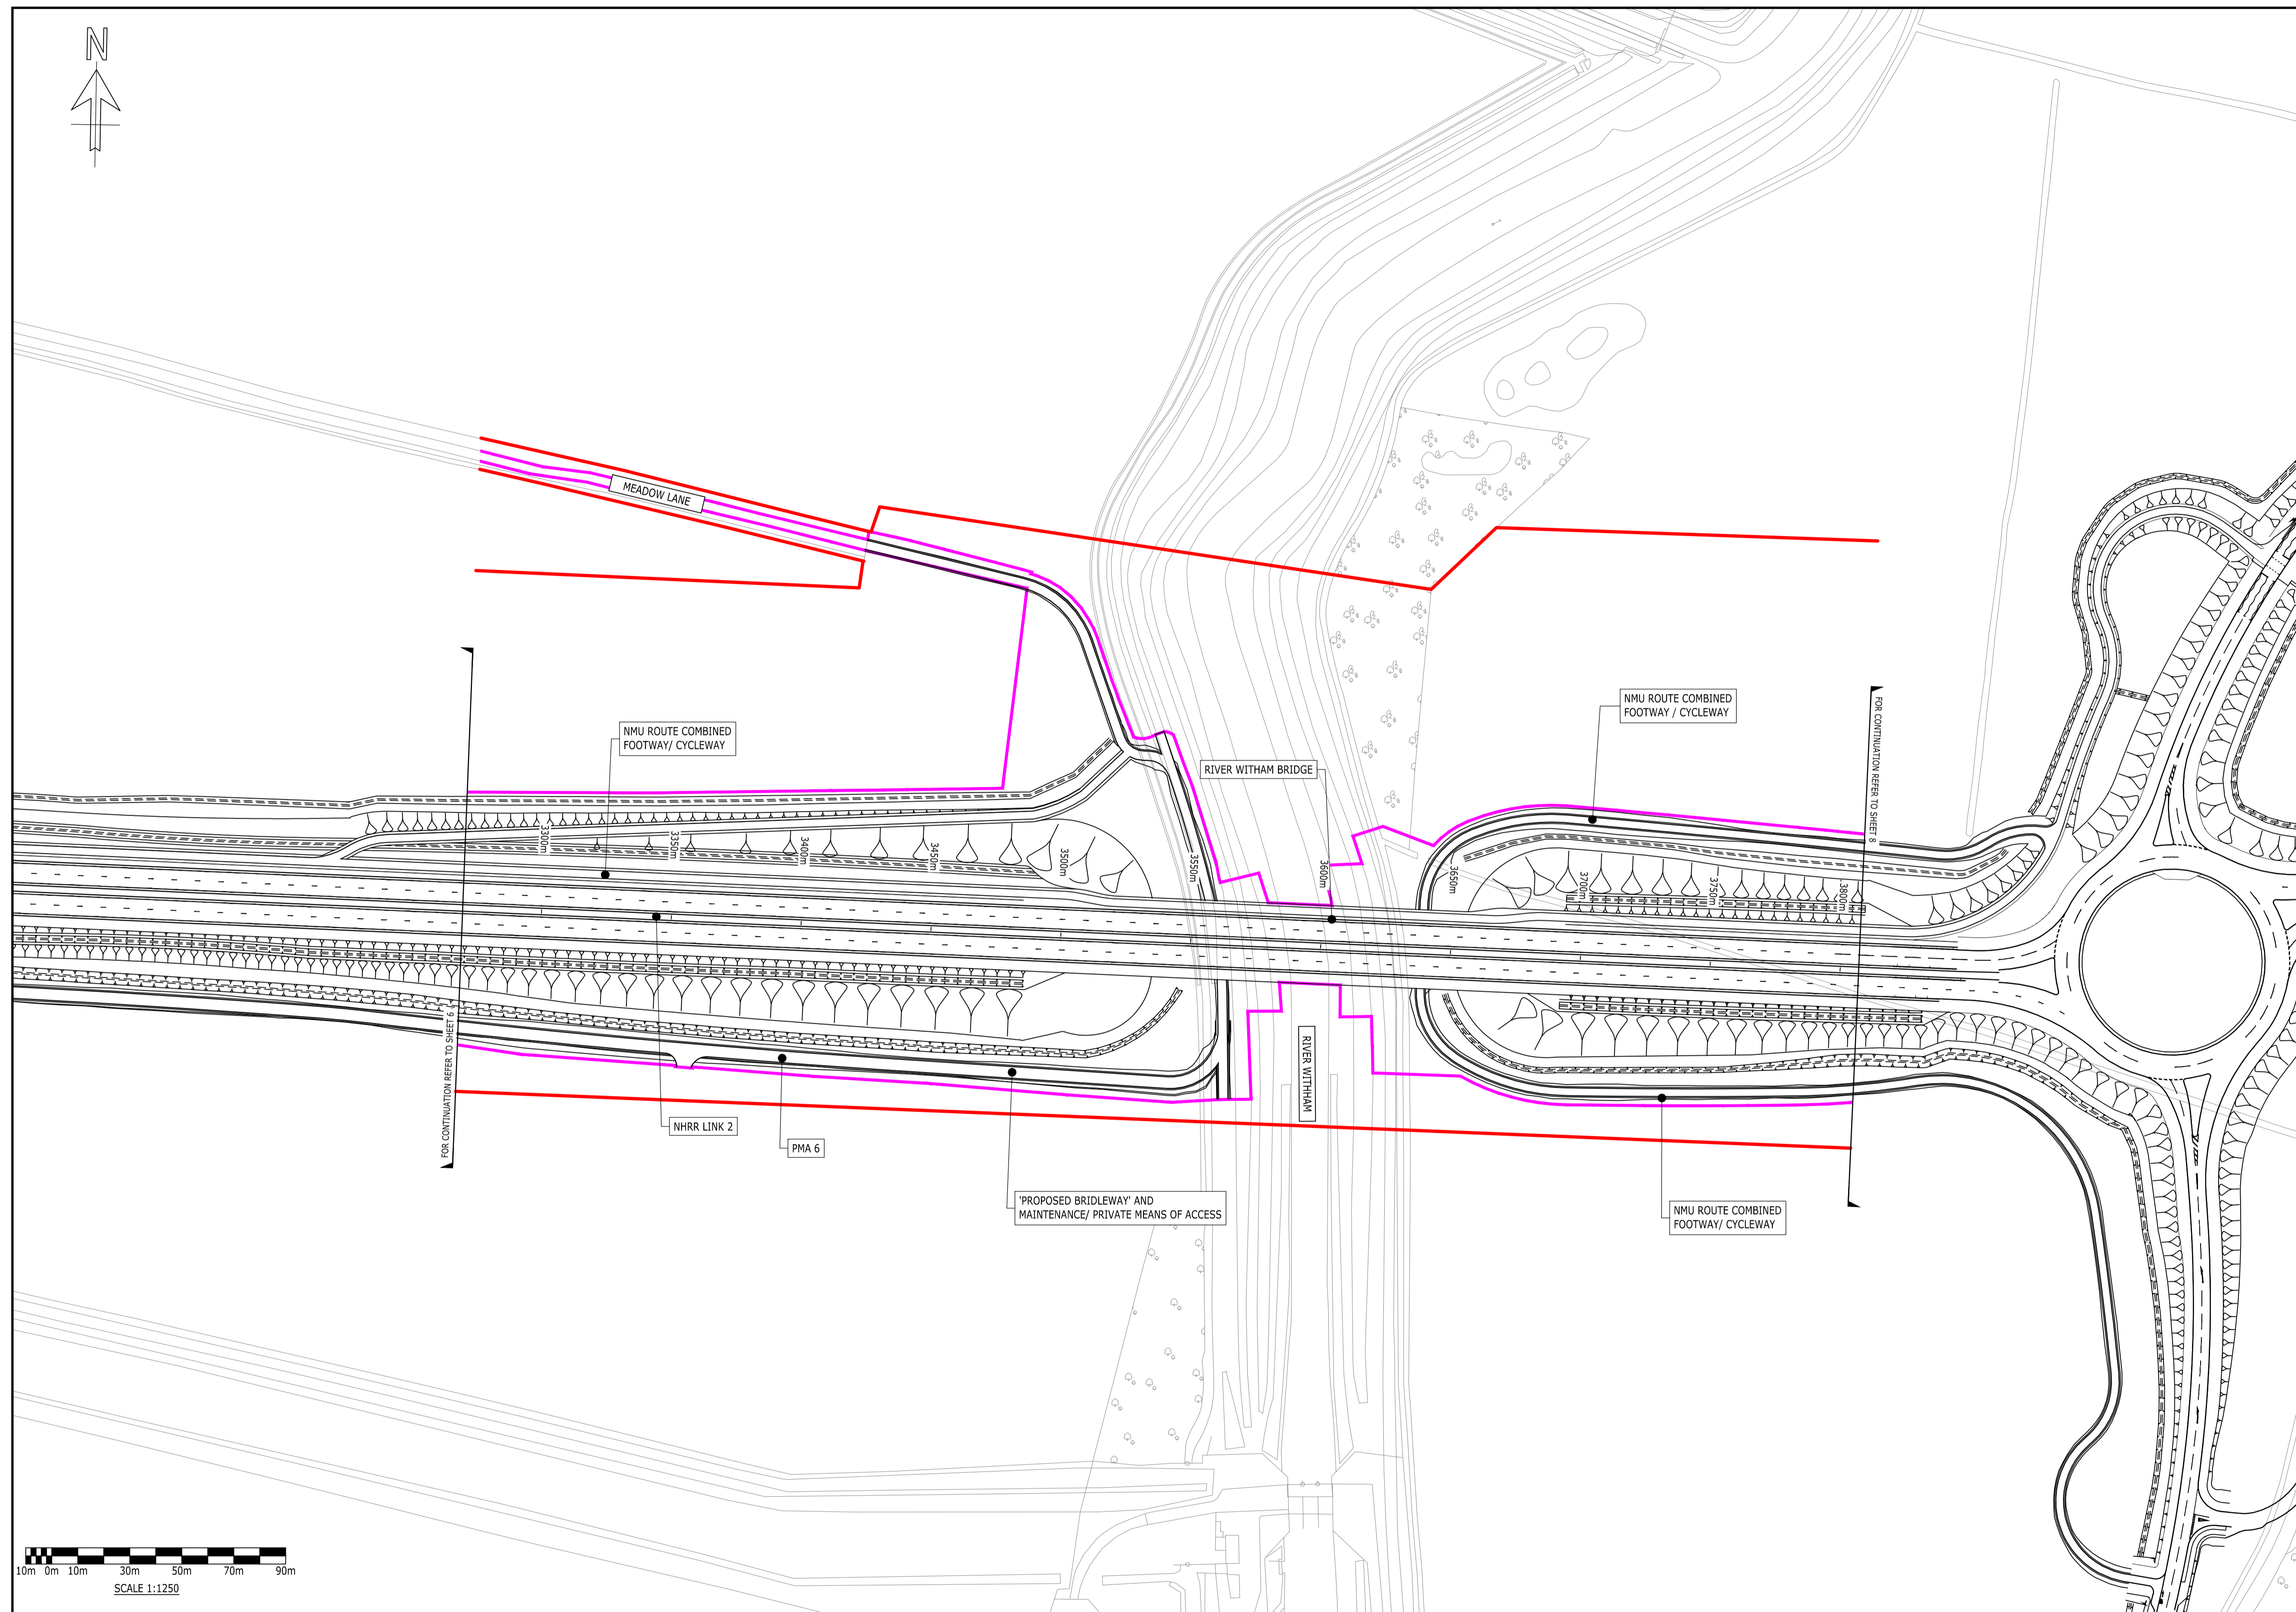 N
MEADOW LANE
NMU ROUTE COMBINED
FOOTWAY/ CYCLEWAY
NMU ROUTE COMBINED
FOOTWAY / CYCLEWAY
RIVER WITHAM BRIDGE
FOR CONTINUATION REFER TO SHEET 8
3300m
3350m
3400m
3450m
3500m
3550m
3600m
3650m
3700m
3750m
3800m
FOR CONTINUATION REFER TO SHEET 6
RIVER WITHAM
NHRR LINK 2
PMA 6
'PROPOSED BRIDLEWAY' AND
MAINTENANCE/ PRIVATE MEANS OF ACCESS
NMU ROUTE COMBINED
FOOTWAY/ CYCLEWAY
10m 0m 10m 30m 50m 70m 90m
SCALE 1:1250